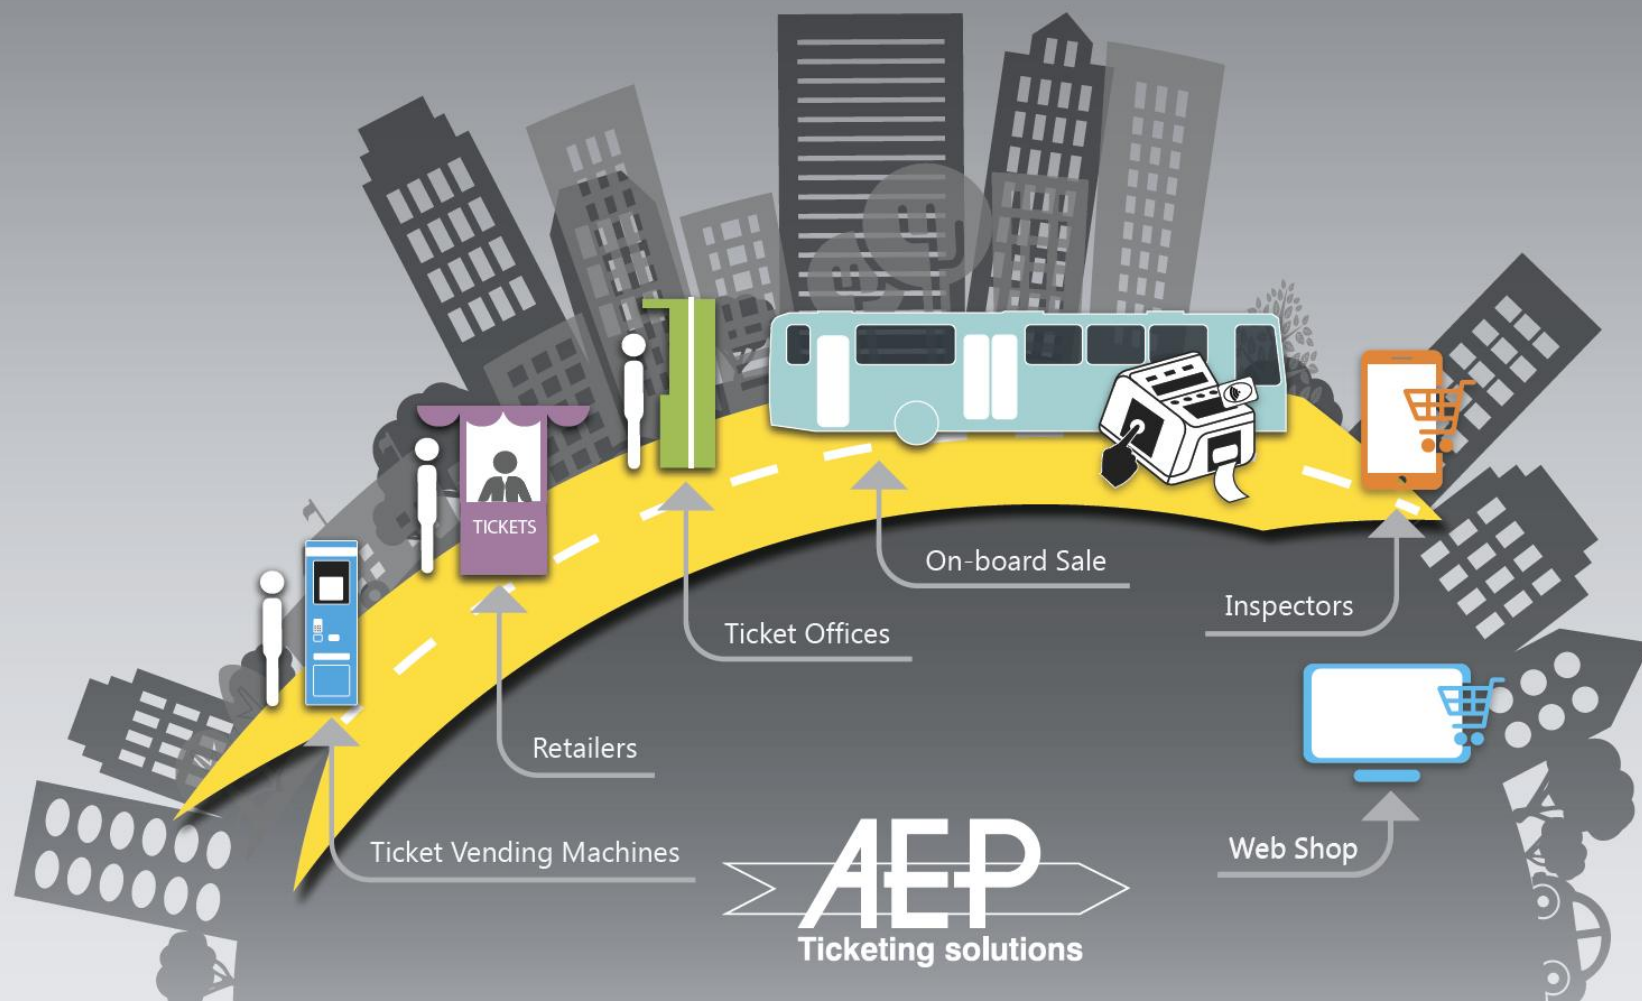 TICKETS
On-board Sale
Inspectors
Ticket Offices
Retailers
Web Shop
Ticket Vending Machines
AEP
Ticketing solutions